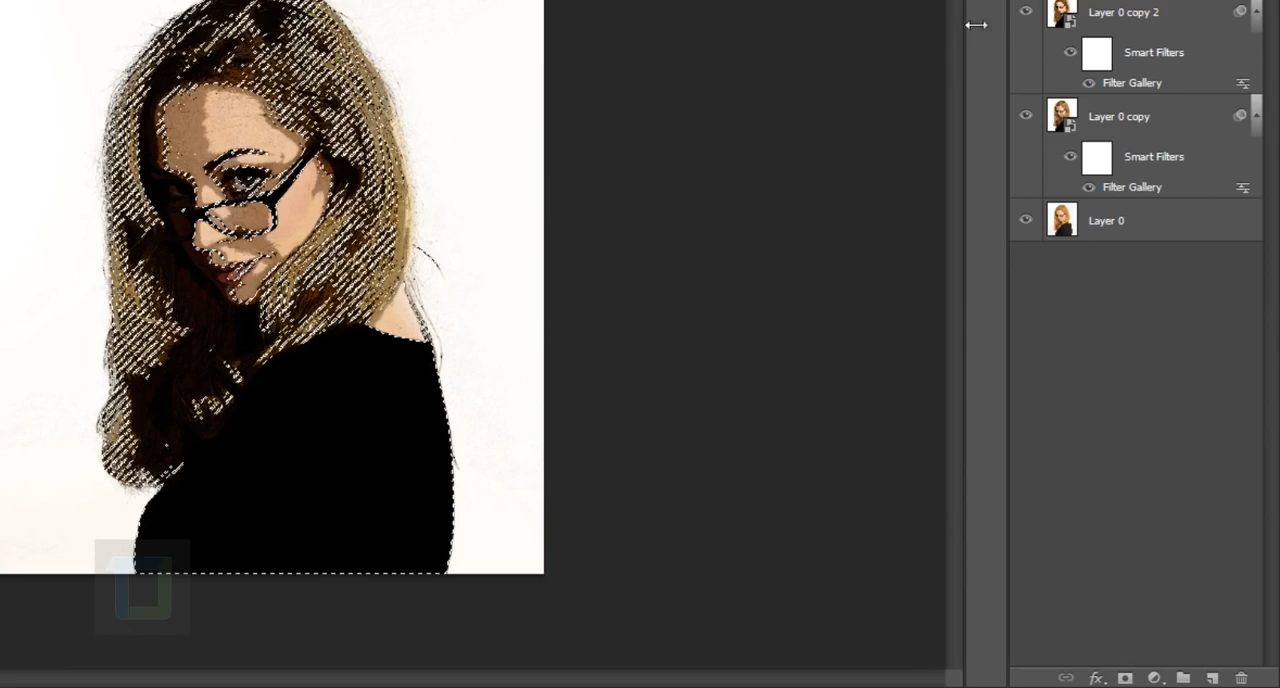 Layer 0 copy 2
Smart Filters
Filter Gallery
Layer 0 copy
Smart Filters
Filter Gallery
Layer 0
fx